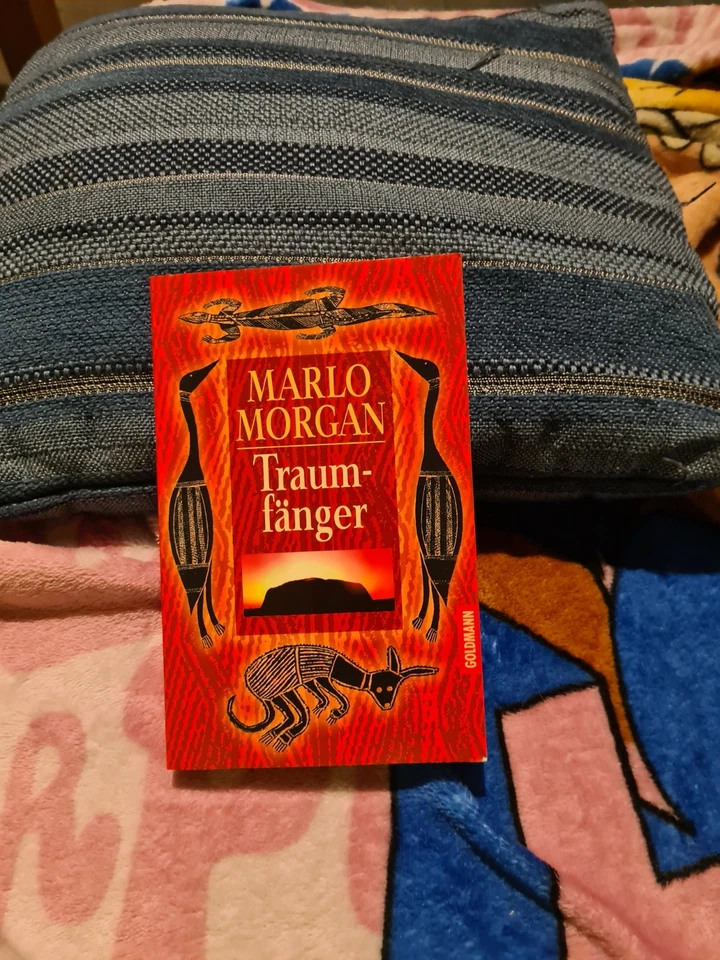 MARLO
MORGAN
Traum-
fänger
GOLDMANN